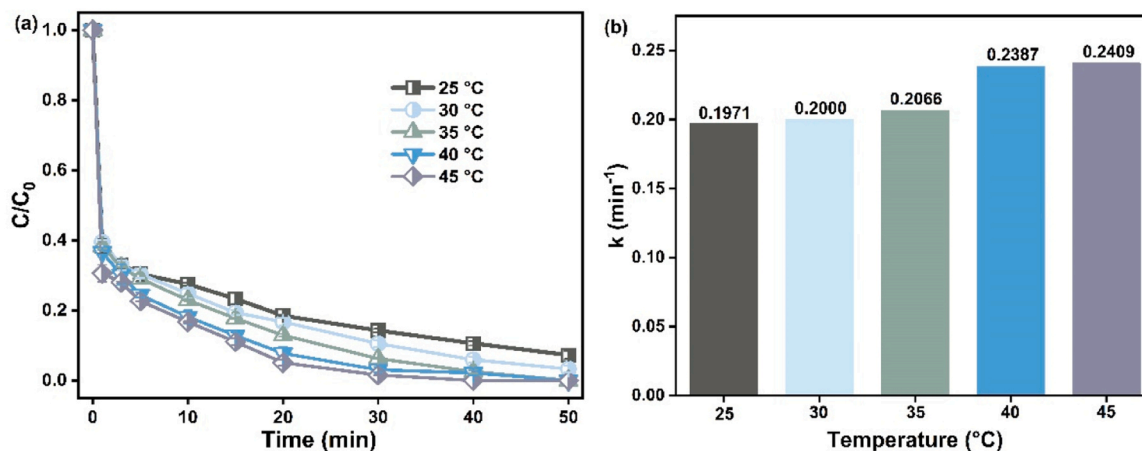 (a)
1.0
0.8
0.6
0.4
0.2
0.0
C/C₀
25 °C
30 °C
35 °C
40 °C
45 °C
0
10
20
30
40
50
Time (min)
(b)
0.25
0.20
0.15
0.10
0.05
0.00
k (min⁻¹)
0.1971
0.2000
0.2066
0.2387
0.2409
25
30
35
40
45
Temperature (°C)